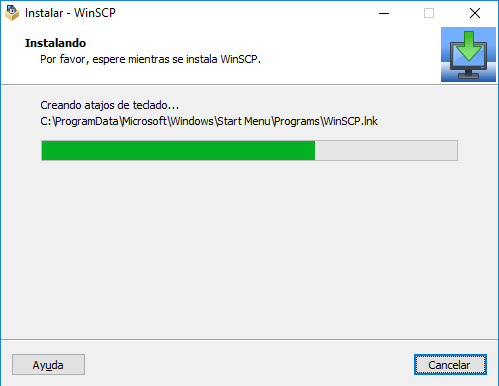 Instalar - WinSCP
Instalando
Por favor, espere mientras se instala WinSCP.
Creando atajos de teclado...
C:\ProgramData\Microsoft\Windows\Start Menu\Programs\WinSCP.lnk
Ayuda
Cancelar